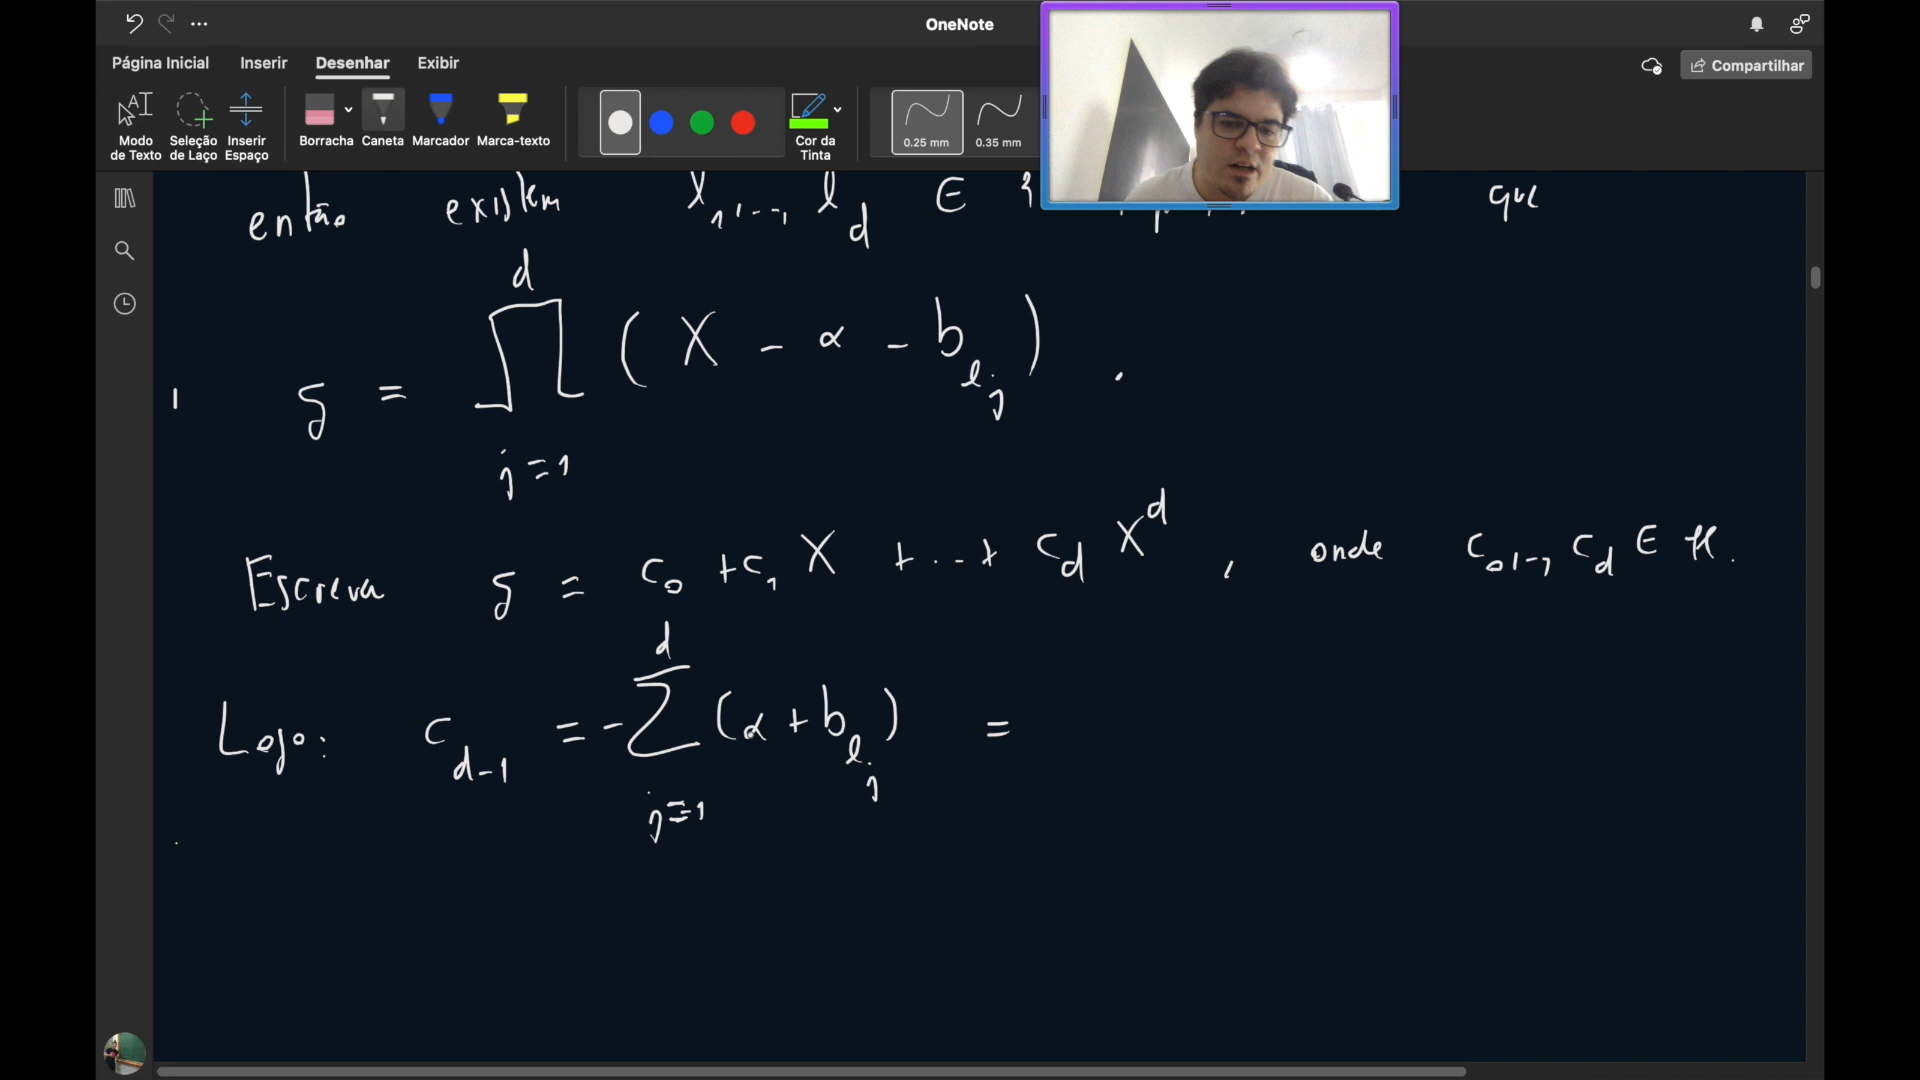 OneNote
Página Inicial Inserir Desenhar Exibir
Compartilhar
Modo de Texto Seleção de Laço Inserir Espaço Borracha Caneta Marcador Marca-texto Cor da Tinta 0.25 mm 0.35 mm
então existem l_1,..., l_d ∈ que
g = ∏_{j=1}^{d} (X - α - b_{l_j}) .
Escreva g = c_0 + c_1 X + ... + c_d X^d , onde c_0,..., c_d ∈ K.
Logo: c_{d-1} = - ∑_{j=1}^{d} (α + b_{l_j}) =